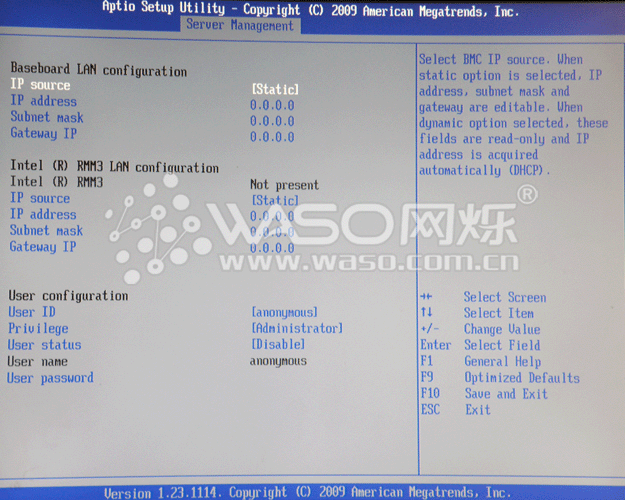 Aptio Setup Utility - Copyright (C) 2009 American Megatrends, Inc.
Server Management
Baseboard LAN configuration
IP source [Static]
IP address 0.0.0.0
Subnet mask 0.0.0.0
Gateway IP 0.0.0.0
Intel (R) RMM3 LAN configuration
Intel (R) RMM3 Not present
IP source [Static]
IP address 0.0.0.0
Subnet mask 0.0.0.0
Gateway IP 0.0.0.0
User configuration
User ID [anonymous]
Privilege [Administrator]
User status [Disable]
User name anonymous
User password
Select BMC IP source. When
static option is selected, IP
address, subnet mask and
gateway are editable. When
dynamic option selected, these
fields are read-only and IP
address is acquired
automatically (DHCP).
→← Select Screen
↑↓ Select Item
+/- Change Value
Enter Select Field
F1 General Help
F9 Optimized Defaults
F10 Save and Exit
ESC Exit
WASO网烁®
www.waso.com.cn
Version 1.23.1114. Copyright (C) 2009 American Megatrends, Inc.